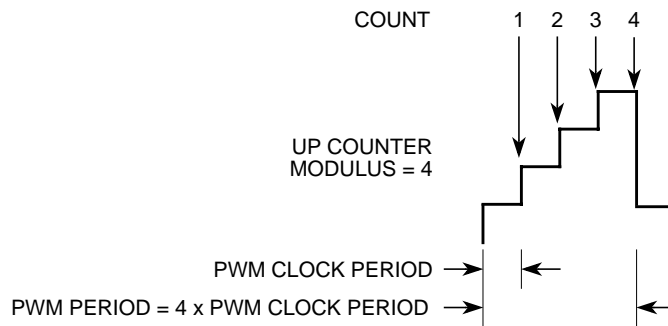 COUNT 1 2 3 4
UP COUNTER
MODULUS = 4
PWM CLOCK PERIOD
PWM PERIOD = 4 x PWM CLOCK PERIOD